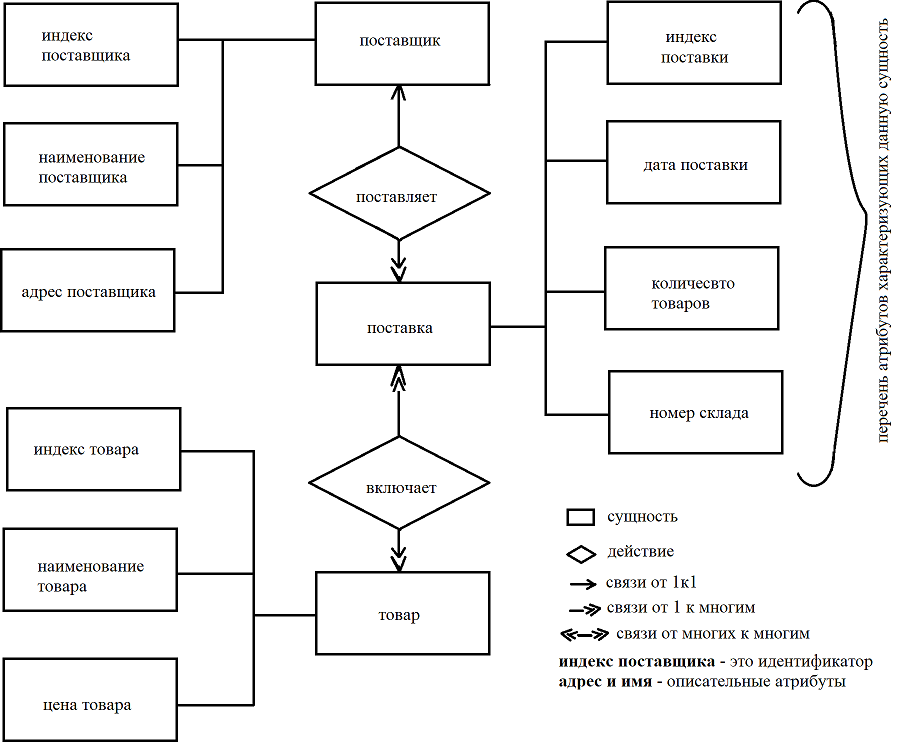 индекс
поставщика
поставщик
индекс
поставки
наименование
поставщика
поставляет
дата поставки
адрес поставщика
поставка
количесвто
товаров
номер склада
перечень атрибутов характеризующих данную сущность
индекс товара
включает
наименование
товара
товар
цена товара
сущность
действие
связи от 1к1
связи от 1 к многим
связи от многих к многим
индекс поставщика - это идентификатор
адрес и имя - описательные атрибуты